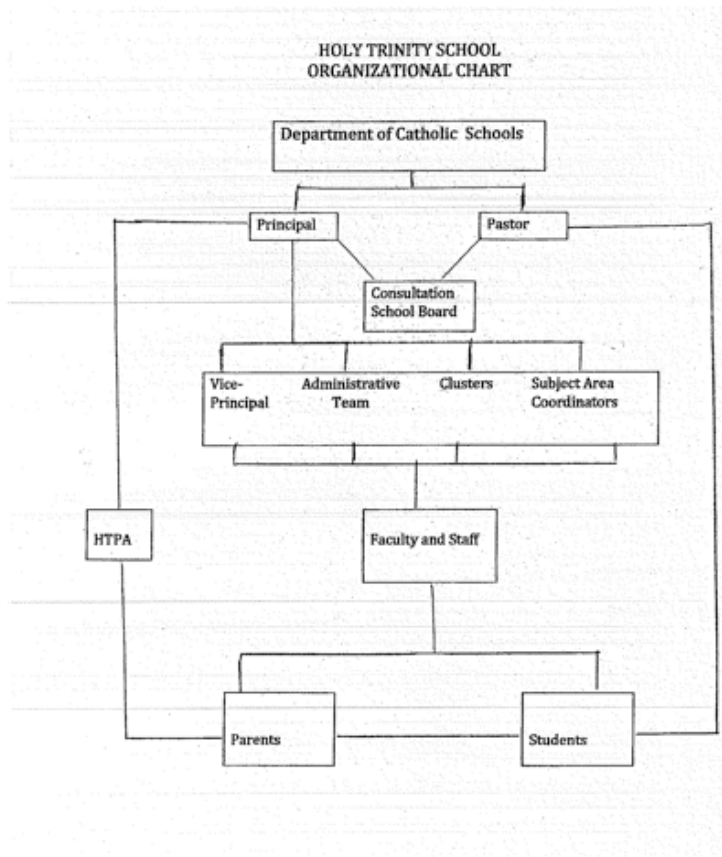 HOLY TRINITY SCHOOL
ORGANIZATIONAL CHART
Department of Catholic Schools
Principal
Pastor
Consultation
School Board
Vice-
Principal
Administrative
Team
Clusters
Subject Area
Coordinators
HTPA
Faculty and Staff
Parents
Students